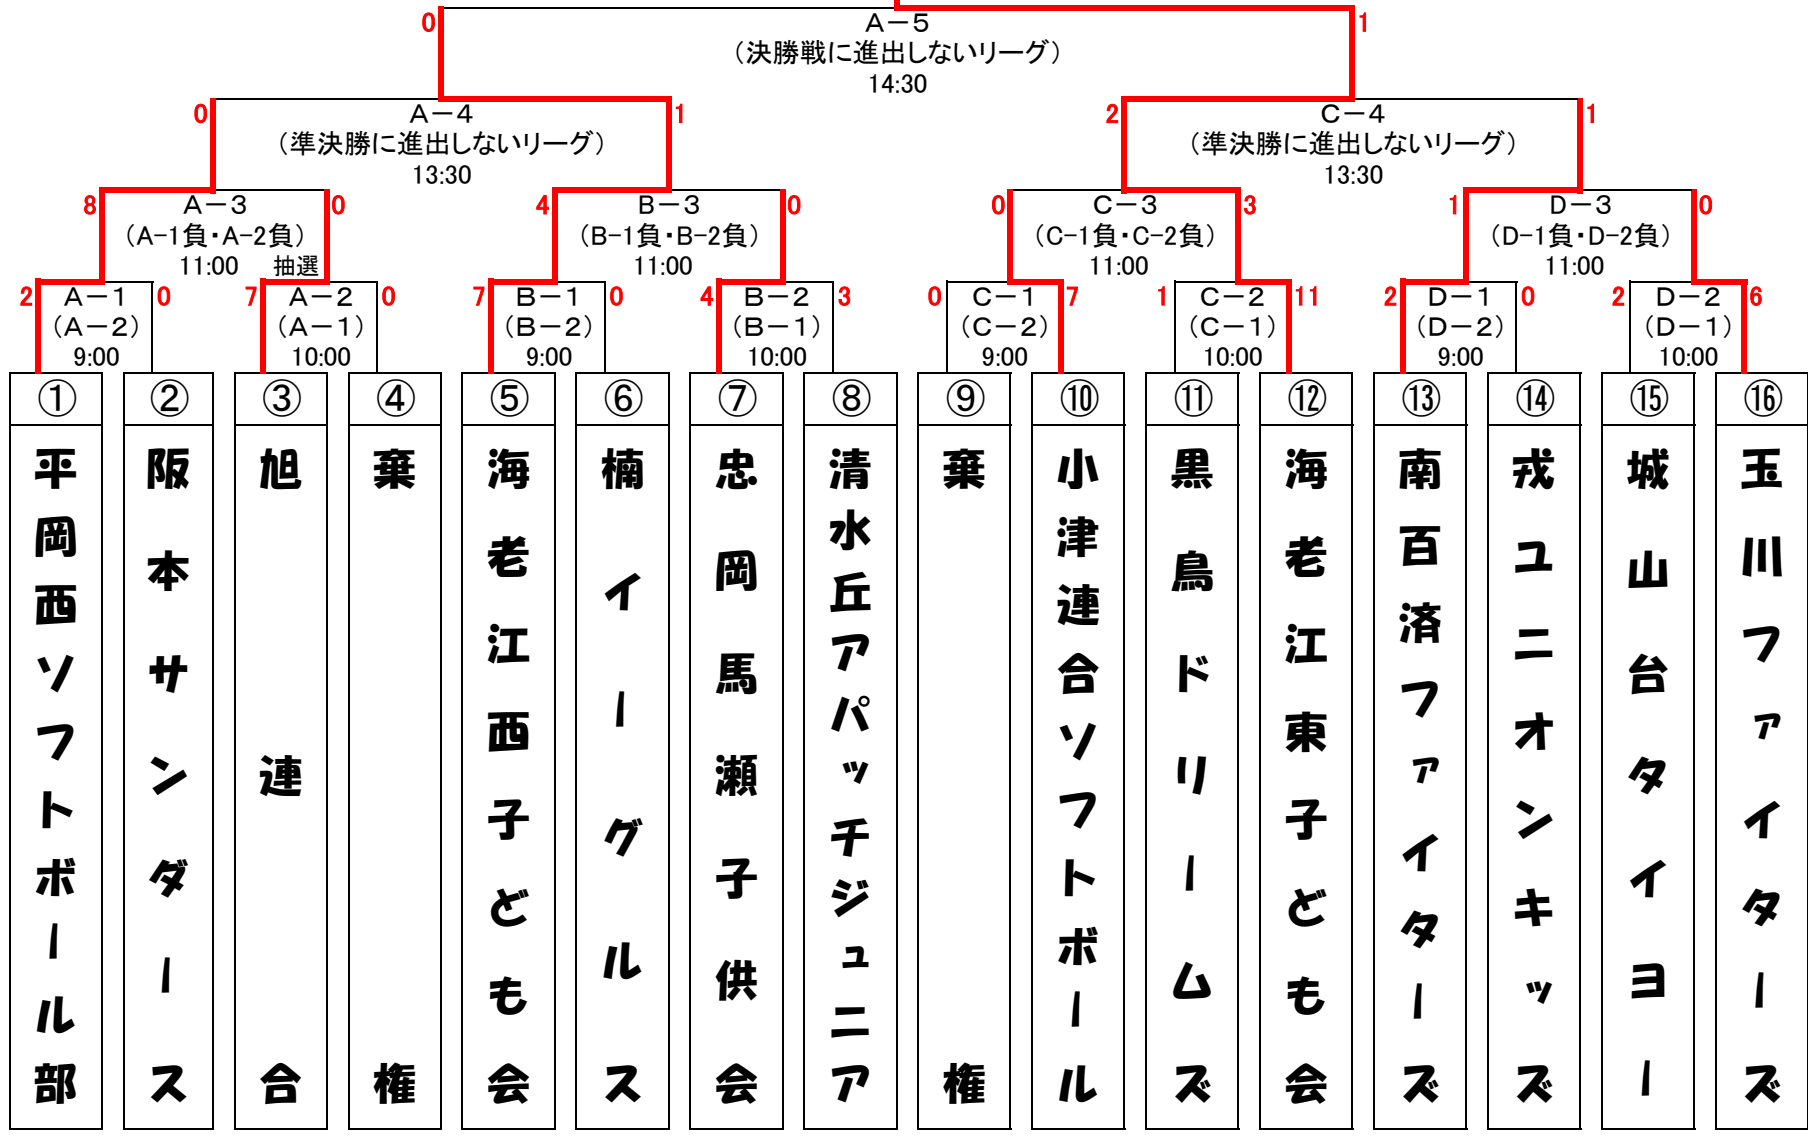 0 A－5 1
（決勝戦に進出しないリーグ）
14:30
0 A－4 1 2 C－4 1
（準決勝に進出しないリーグ） （準決勝に進出しないリーグ）
13:30 13:30
8 A－3 0 4 B－3 0 0 C－3 3 1 D－3 0
（A-1負・A-2負） （B-1負・B-2負） （C-1負・C-2負） （D-1負・D-2負）
11:00 抽選 11:00 11:00 11:00
2 A－1 0 7 A－2 0 7 B－1 0 4 B－2 3 0 C－1 7 1 C－2 11 2 D－1 0 2 D－2 6
（A－2） （A－1） （B－2） （B－1） （C－2） （C－1） （D－2） （D－1）
9:00 10:00 9:00 10:00 9:00 10:00 9:00 10:00
① ② ③ ④ ⑤ ⑥ ⑦ ⑧ ⑨ ⑩ ⑪ ⑫ ⑬ ⑭ ⑮ ⑯
平岡西ソフトボール部
阪本サンダース
旭連合
棄権
海老江西子ども会
楠イーグルス
忠岡馬瀬子供会
清水丘アパッチジュニア
棄権
小津連合ソフトボール
黒鳥ドリームズ
海老江東子ども会
南百済ファイターズ
戎ユニオンキッズ
城山台タイヨー
玉川ファイターズ